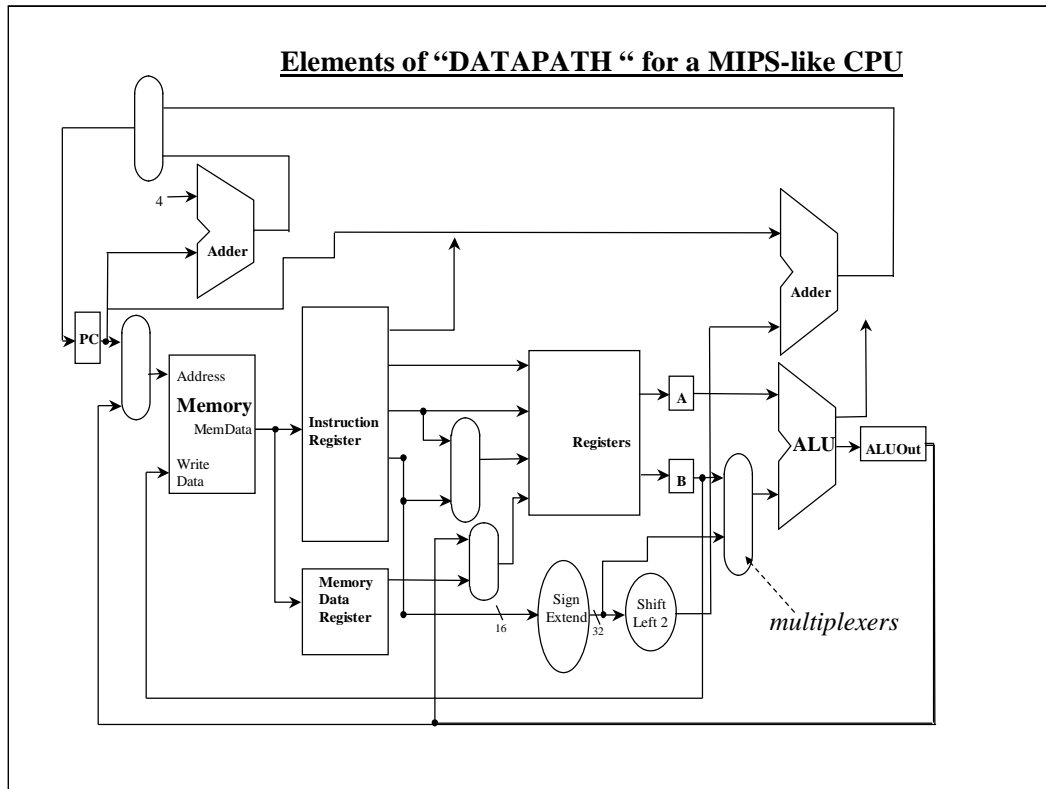 Elements of “DATAPATH “ for a MIPS-like CPU
4
Adder
Adder
PC
Address
Memory
MemData
Write
Data
Instruction
Register
Registers
A
B
ALU
ALUOut
Memory
Data
Register
16
Sign
Extend
32
Shift
Left 2
multiplexers